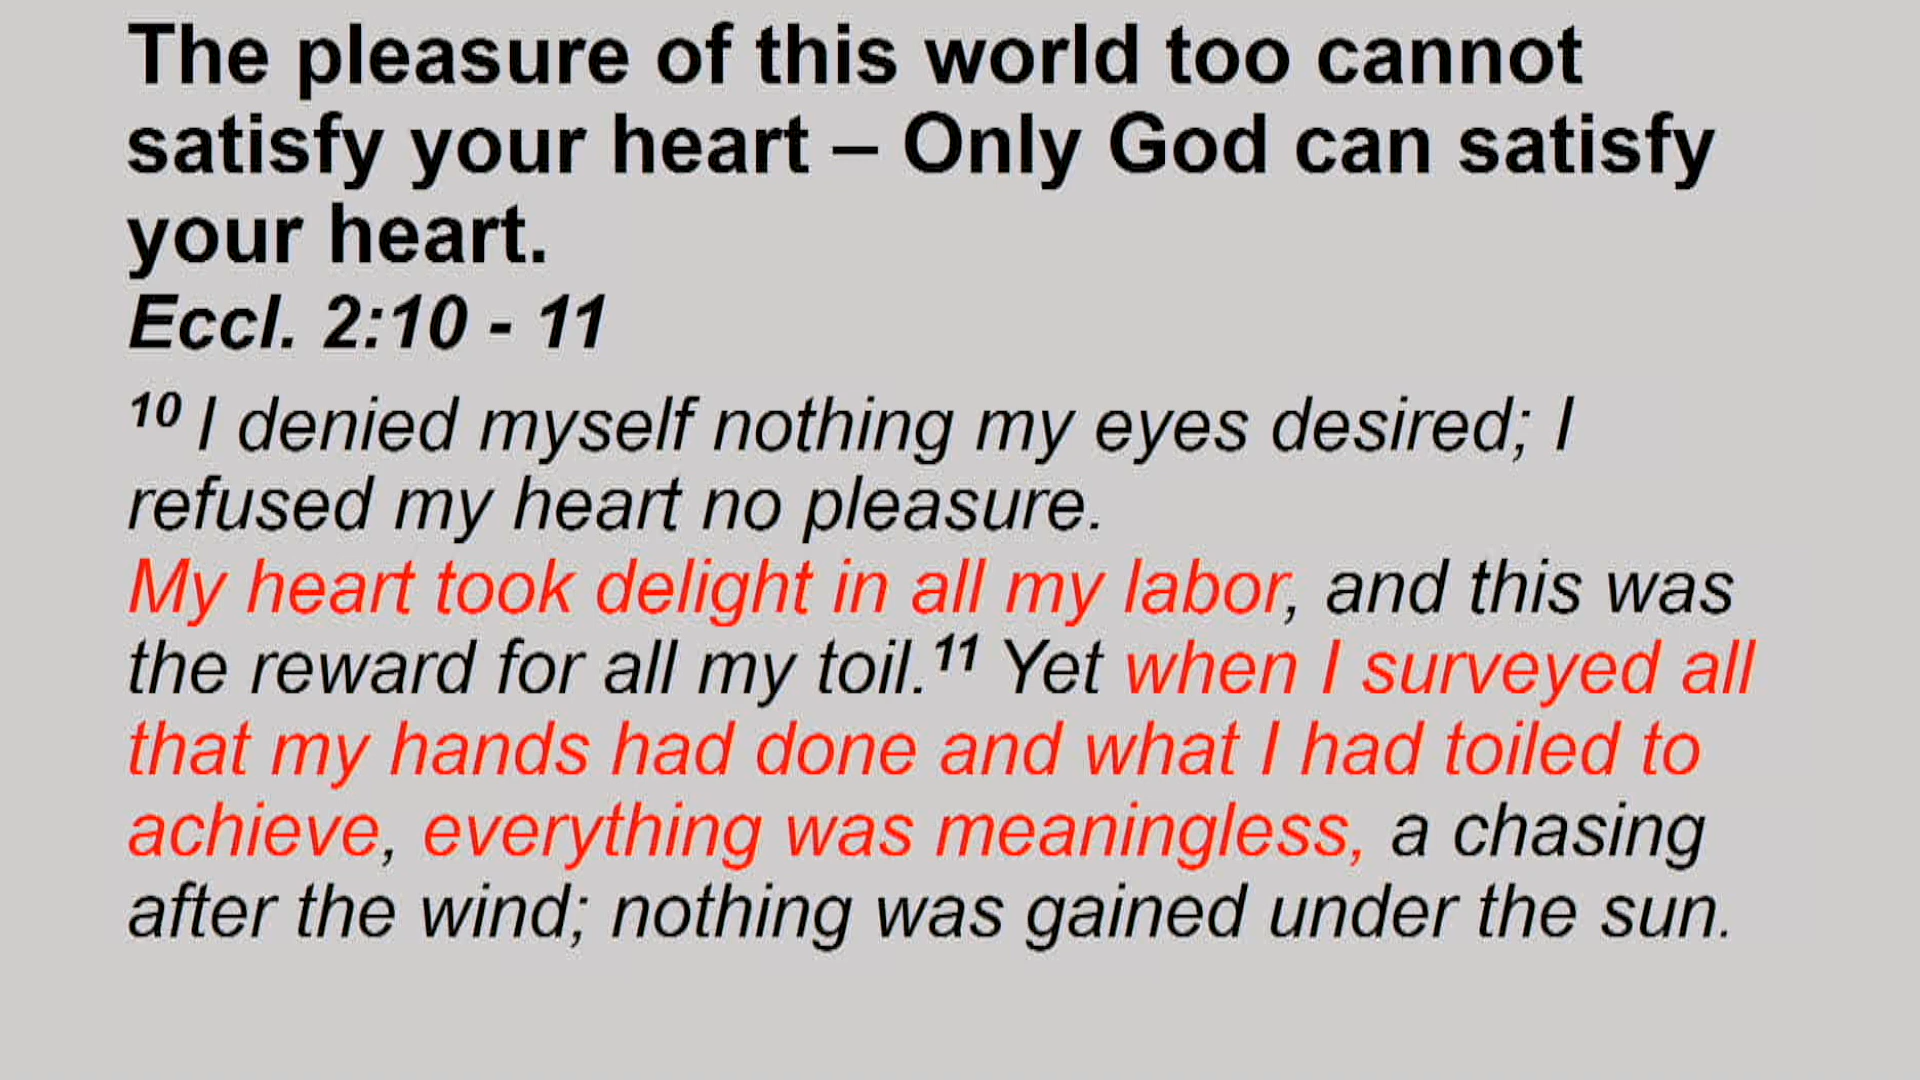 The pleasure of this world too cannot
satisfy your heart – Only God can satisfy
your heart.
Eccl. 2:10 - 11
10 I denied myself nothing my eyes desired; I
refused my heart no pleasure.
My heart took delight in all my labor, and this was
the reward for all my toil.11 Yet when I surveyed all
that my hands had done and what I had toiled to
achieve, everything was meaningless, a chasing
after the wind; nothing was gained under the sun.